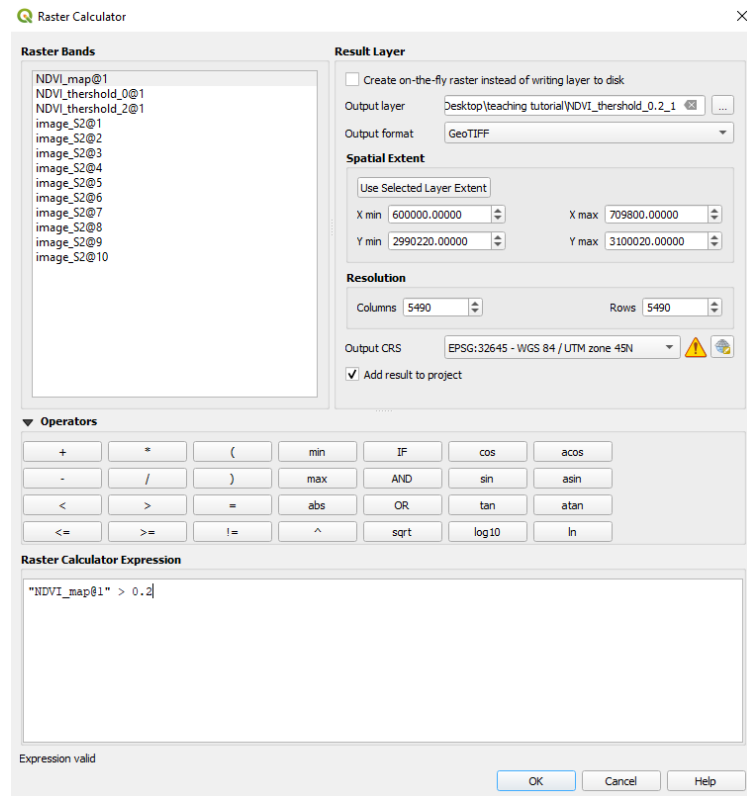 Raster Calculator
Raster Bands
NDVI_map@1
NDVI_thershold_0@1
NDVI_thershold_2@1
image_S2@1
image_S2@2
image_S2@3
image_S2@4
image_S2@5
image_S2@6
image_S2@7
image_S2@8
image_S2@9
image_S2@10
Result Layer
Create on-the-fly raster instead of writing layer to disk
Output layer Desktop\teaching tutorial\NDVI_thershold_0.2_1 ...
Output format GeoTIFF
Spatial Extent
Use Selected Layer Extent
X min 600000.00000 X max 709800.00000
Y min 2990220.00000 Y max 3100020.00000
Resolution
Columns 5490 Rows 5490
Output CRS EPSG:32645 - WGS 84 / UTM zone 45N
Add result to project
Operators
+ * ( min IF cos acos
- / ) max AND sin asin
< > = abs OR tan atan
<= >= != ^ sqrt log10 ln
Raster Calculator Expression
"NDVI_map@1" > 0.2
Expression valid
OK Cancel Help